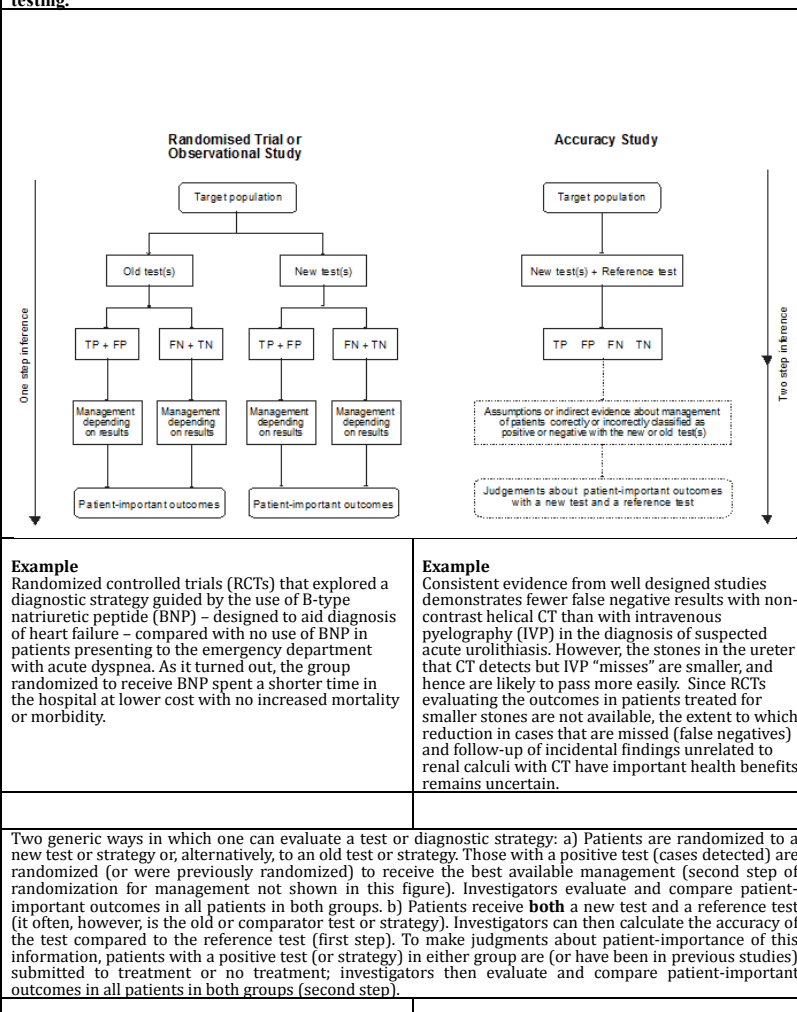 testing.
Randomised Trial or
Observational Study
Accuracy Study
Target population
Target population
Old test(s)
New test(s)
New test(s) + Reference test
One step inference
Two step inference
TP + FP
FN + TN
TP + FP
FN + TN
TP FP FN TN
Management
depending
on results
Management
depending
on results
Management
depending
on results
Management
depending
on results
Assumptions or indirect evidence about management
of patients correctly or incorrectly classified as
positive or negative with the new or old test(s)
Patient-important outcomes
Patient-important outcomes
Judgements about patient-important outcomes
with a new test and a reference test
Example
Randomized controlled trials (RCTs) that explored a
diagnostic strategy guided by the use of B-type
natriuretic peptide (BNP) – designed to aid diagnosis
of heart failure – compared with no use of BNP in
patients presenting to the emergency department
with acute dyspnea. As it turned out, the group
randomized to receive BNP spent a shorter time in
the hospital at lower cost with no increased mortality
or morbidity.
Example
Consistent evidence from well designed studies
demonstrates fewer false negative results with non-
contrast helical CT than with intravenous
pyelography (IVP) in the diagnosis of suspected
acute urolithiasis. However, the stones in the ureter
that CT detects but IVP “misses” are smaller, and
hence are likely to pass more easily. Since RCTs
evaluating the outcomes in patients treated for
smaller stones are not available, the extent to which
reduction in cases that are missed (false negatives)
and follow-up of incidental findings unrelated to
renal calculi with CT have important health benefits
remains uncertain.
Two generic ways in which one can evaluate a test or diagnostic strategy: a) Patients are randomized to a
new test or strategy or, alternatively, to an old test or strategy. Those with a positive test (cases detected) are
randomized (or were previously randomized) to receive the best available management (second step of
randomization for management not shown in this figure). Investigators evaluate and compare patient-
important outcomes in all patients in both groups. b) Patients receive both a new test and a reference test
(it often, however, is the old or comparator test or strategy). Investigators can then calculate the accuracy of
the test compared to the reference test (first step). To make judgments about patient-importance of this
information, patients with a positive test (or strategy) in either group are (or have been in previous studies)
submitted to treatment or no treatment; investigators then evaluate and compare patient-important
outcomes in all patients in both groups (second step).